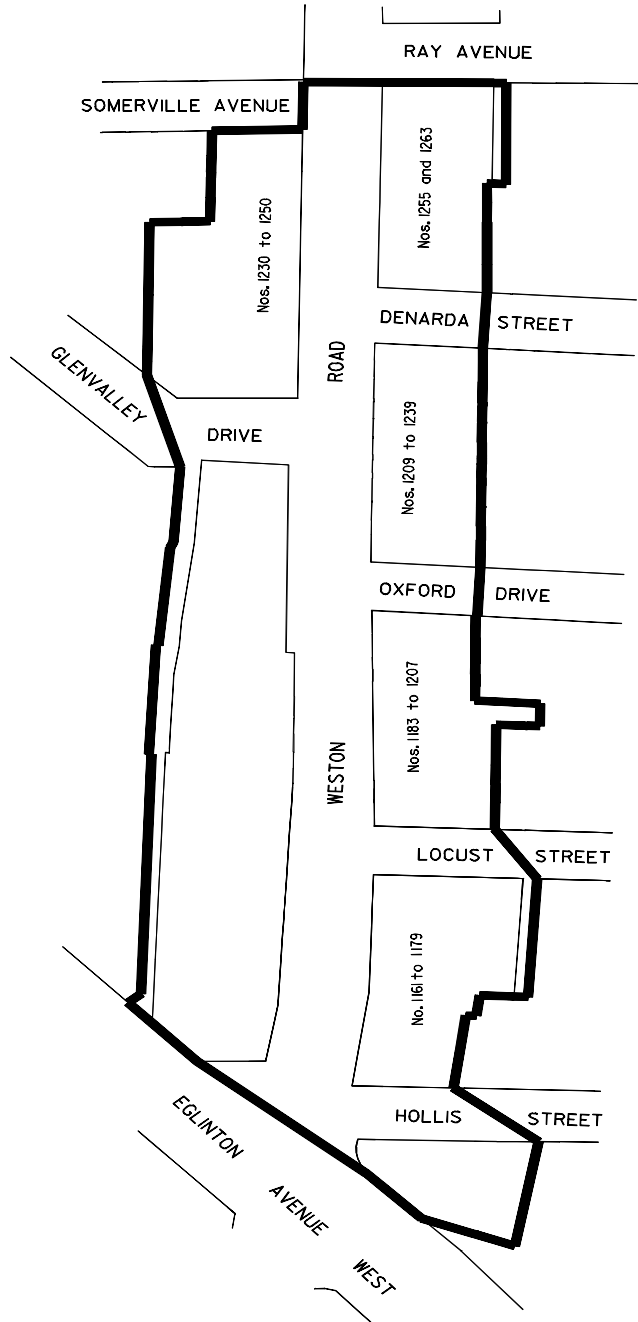 RAY AVENUE
SOMERVILLE AVENUE
Nos. 1255 and 1263
Nos. 1230 to 1250
DENARDA STREET
ROAD
GLENVALLEY
DRIVE
Nos. 1209 to 1239
OXFORD DRIVE
Nos. 1183 to 1207
WESTON
LOCUST STREET
No. 1161 to 1179
HOLLIS STREET
EGLINTON AVENUE WEST